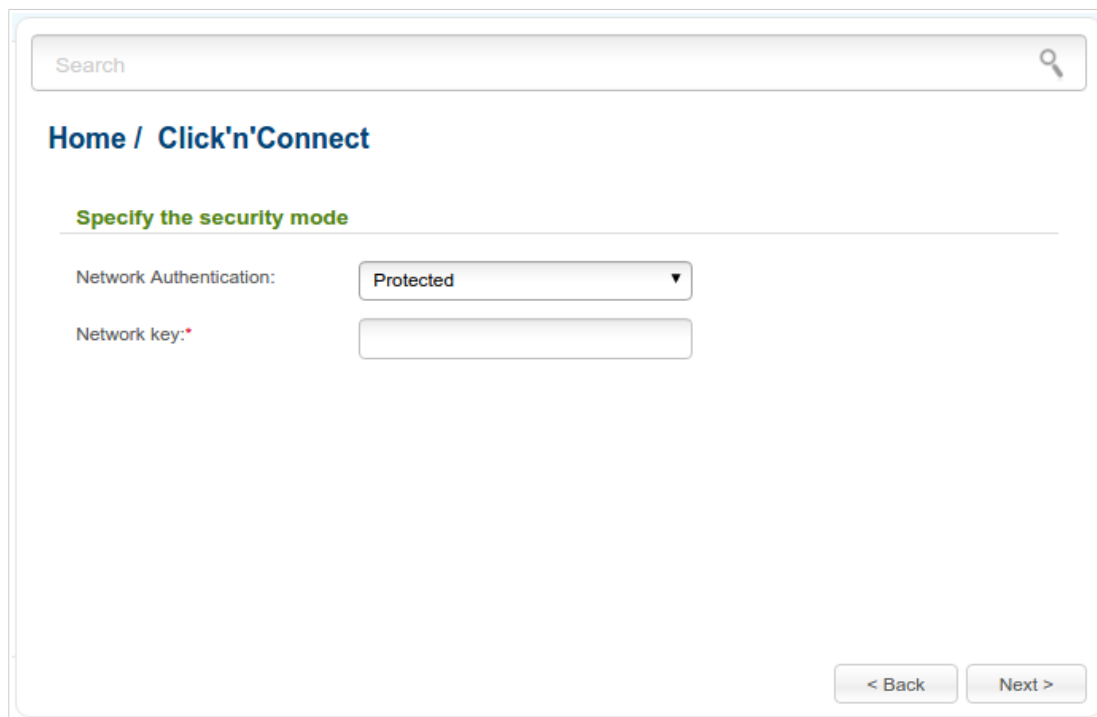 Search
Home / Click'n'Connect
Specify the security mode
Network Authentication: Protected
Network key:*
< Back Next >